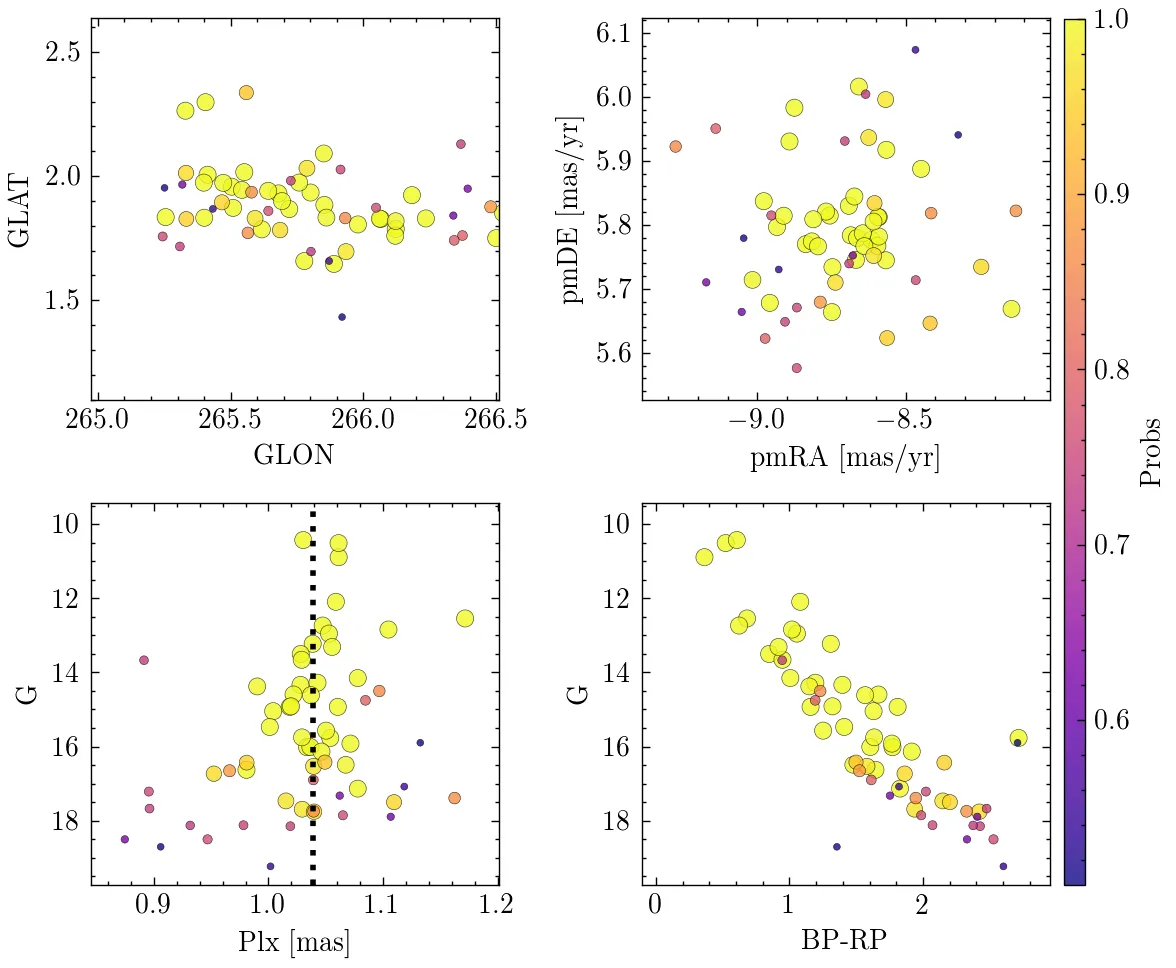 2.5
2.0
1.5
GLAT
265.0 265.5 266.0 266.5
GLON
6.1
6.0
5.9
5.8
5.7
5.6
pmDE [mas/yr]
−9.0 −8.5
pmRA [mas/yr]
1.0
0.9
0.8
0.7
0.6
Probs
10
12
14
16
18
G
0.9 1.0 1.1 1.2
Plx [mas]
10
12
14
16
18
G
0 1 2
BP-RP